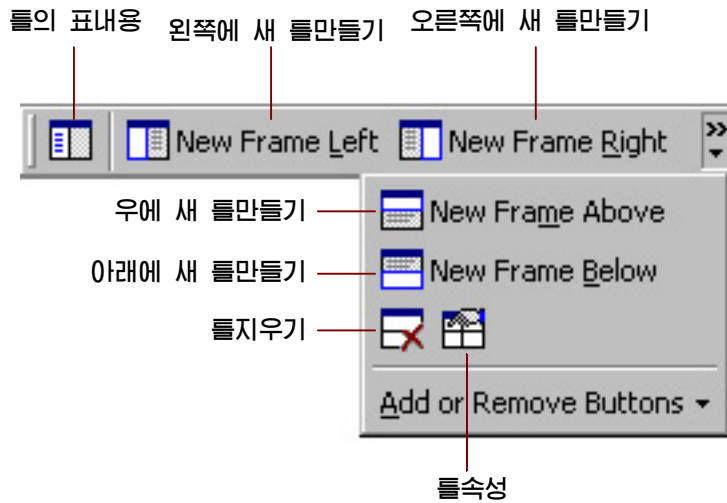 틀의 표내용
왼쪽에 새 틀만들기
오른쪽에 새 틀만들기
New Frame Left
New Frame Right
우에 새 틀만들기
New Frame Above
아래에 새 틀만들기
New Frame Below
틀지우기
Add or Remove Buttons
틀속성